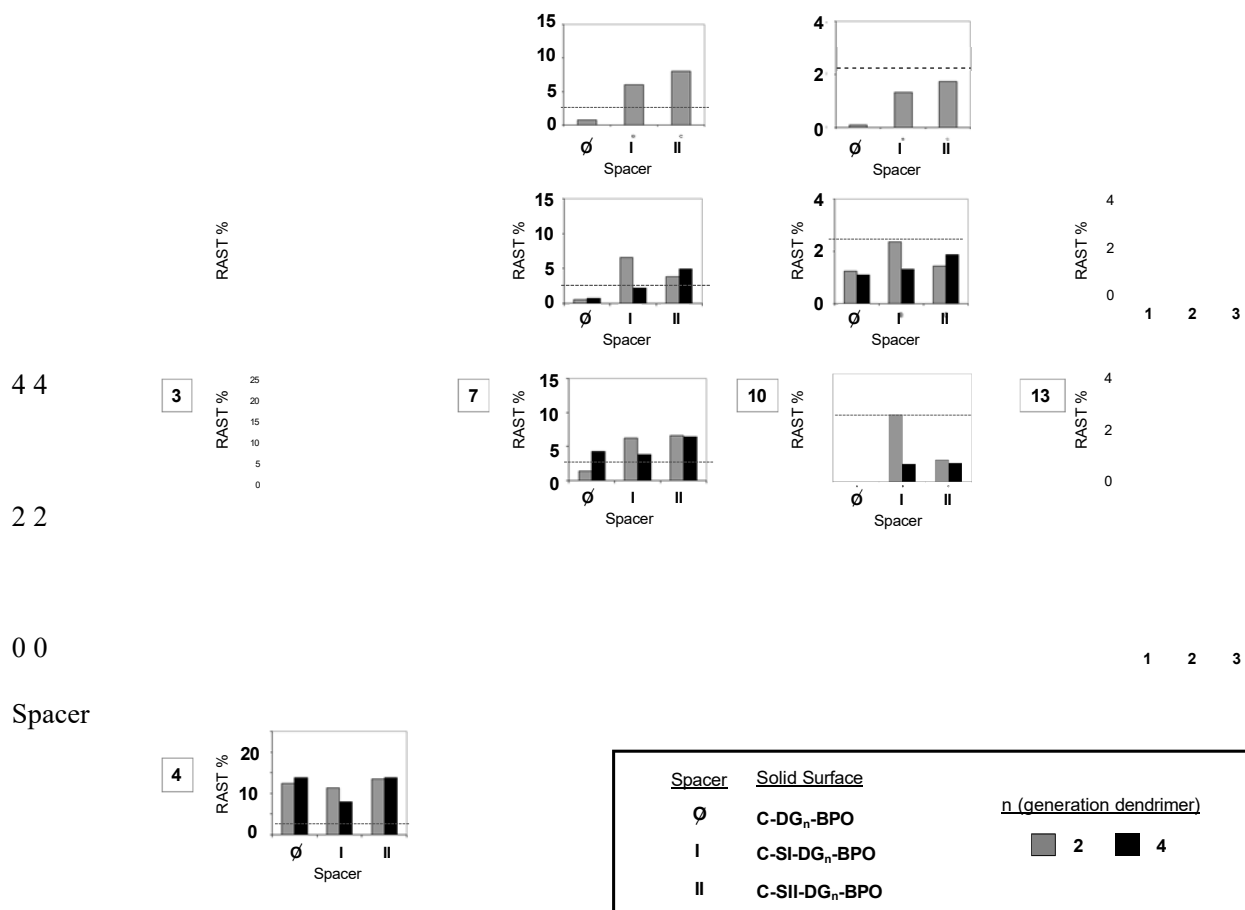 15 4
10
5 2
0 0
Ø I II Ø I II
Spacer Spacer
RAST % RAST % 15 10 5 0 RAST % 4 2 0 RAST % 4 2 0
Ø I II Ø I II 1 2 3
Spacer Spacer
4 4 3 RAST % 25 20 15 10 5 0 7 RAST % 15 10 5 0 10 RAST % 13 RAST % 4 2 0
Ø I II Ø I II
2 2 Spacer Spacer
0 0 1 2 3
Spacer
4 RAST % 20 10 0
Ø I II
Spacer
Spacer Solid Surface n (generation dendrimer)
Ø C-DGn-BPO 2 4
I C-SI-DGn-BPO
II C-SII-DGn-BPO